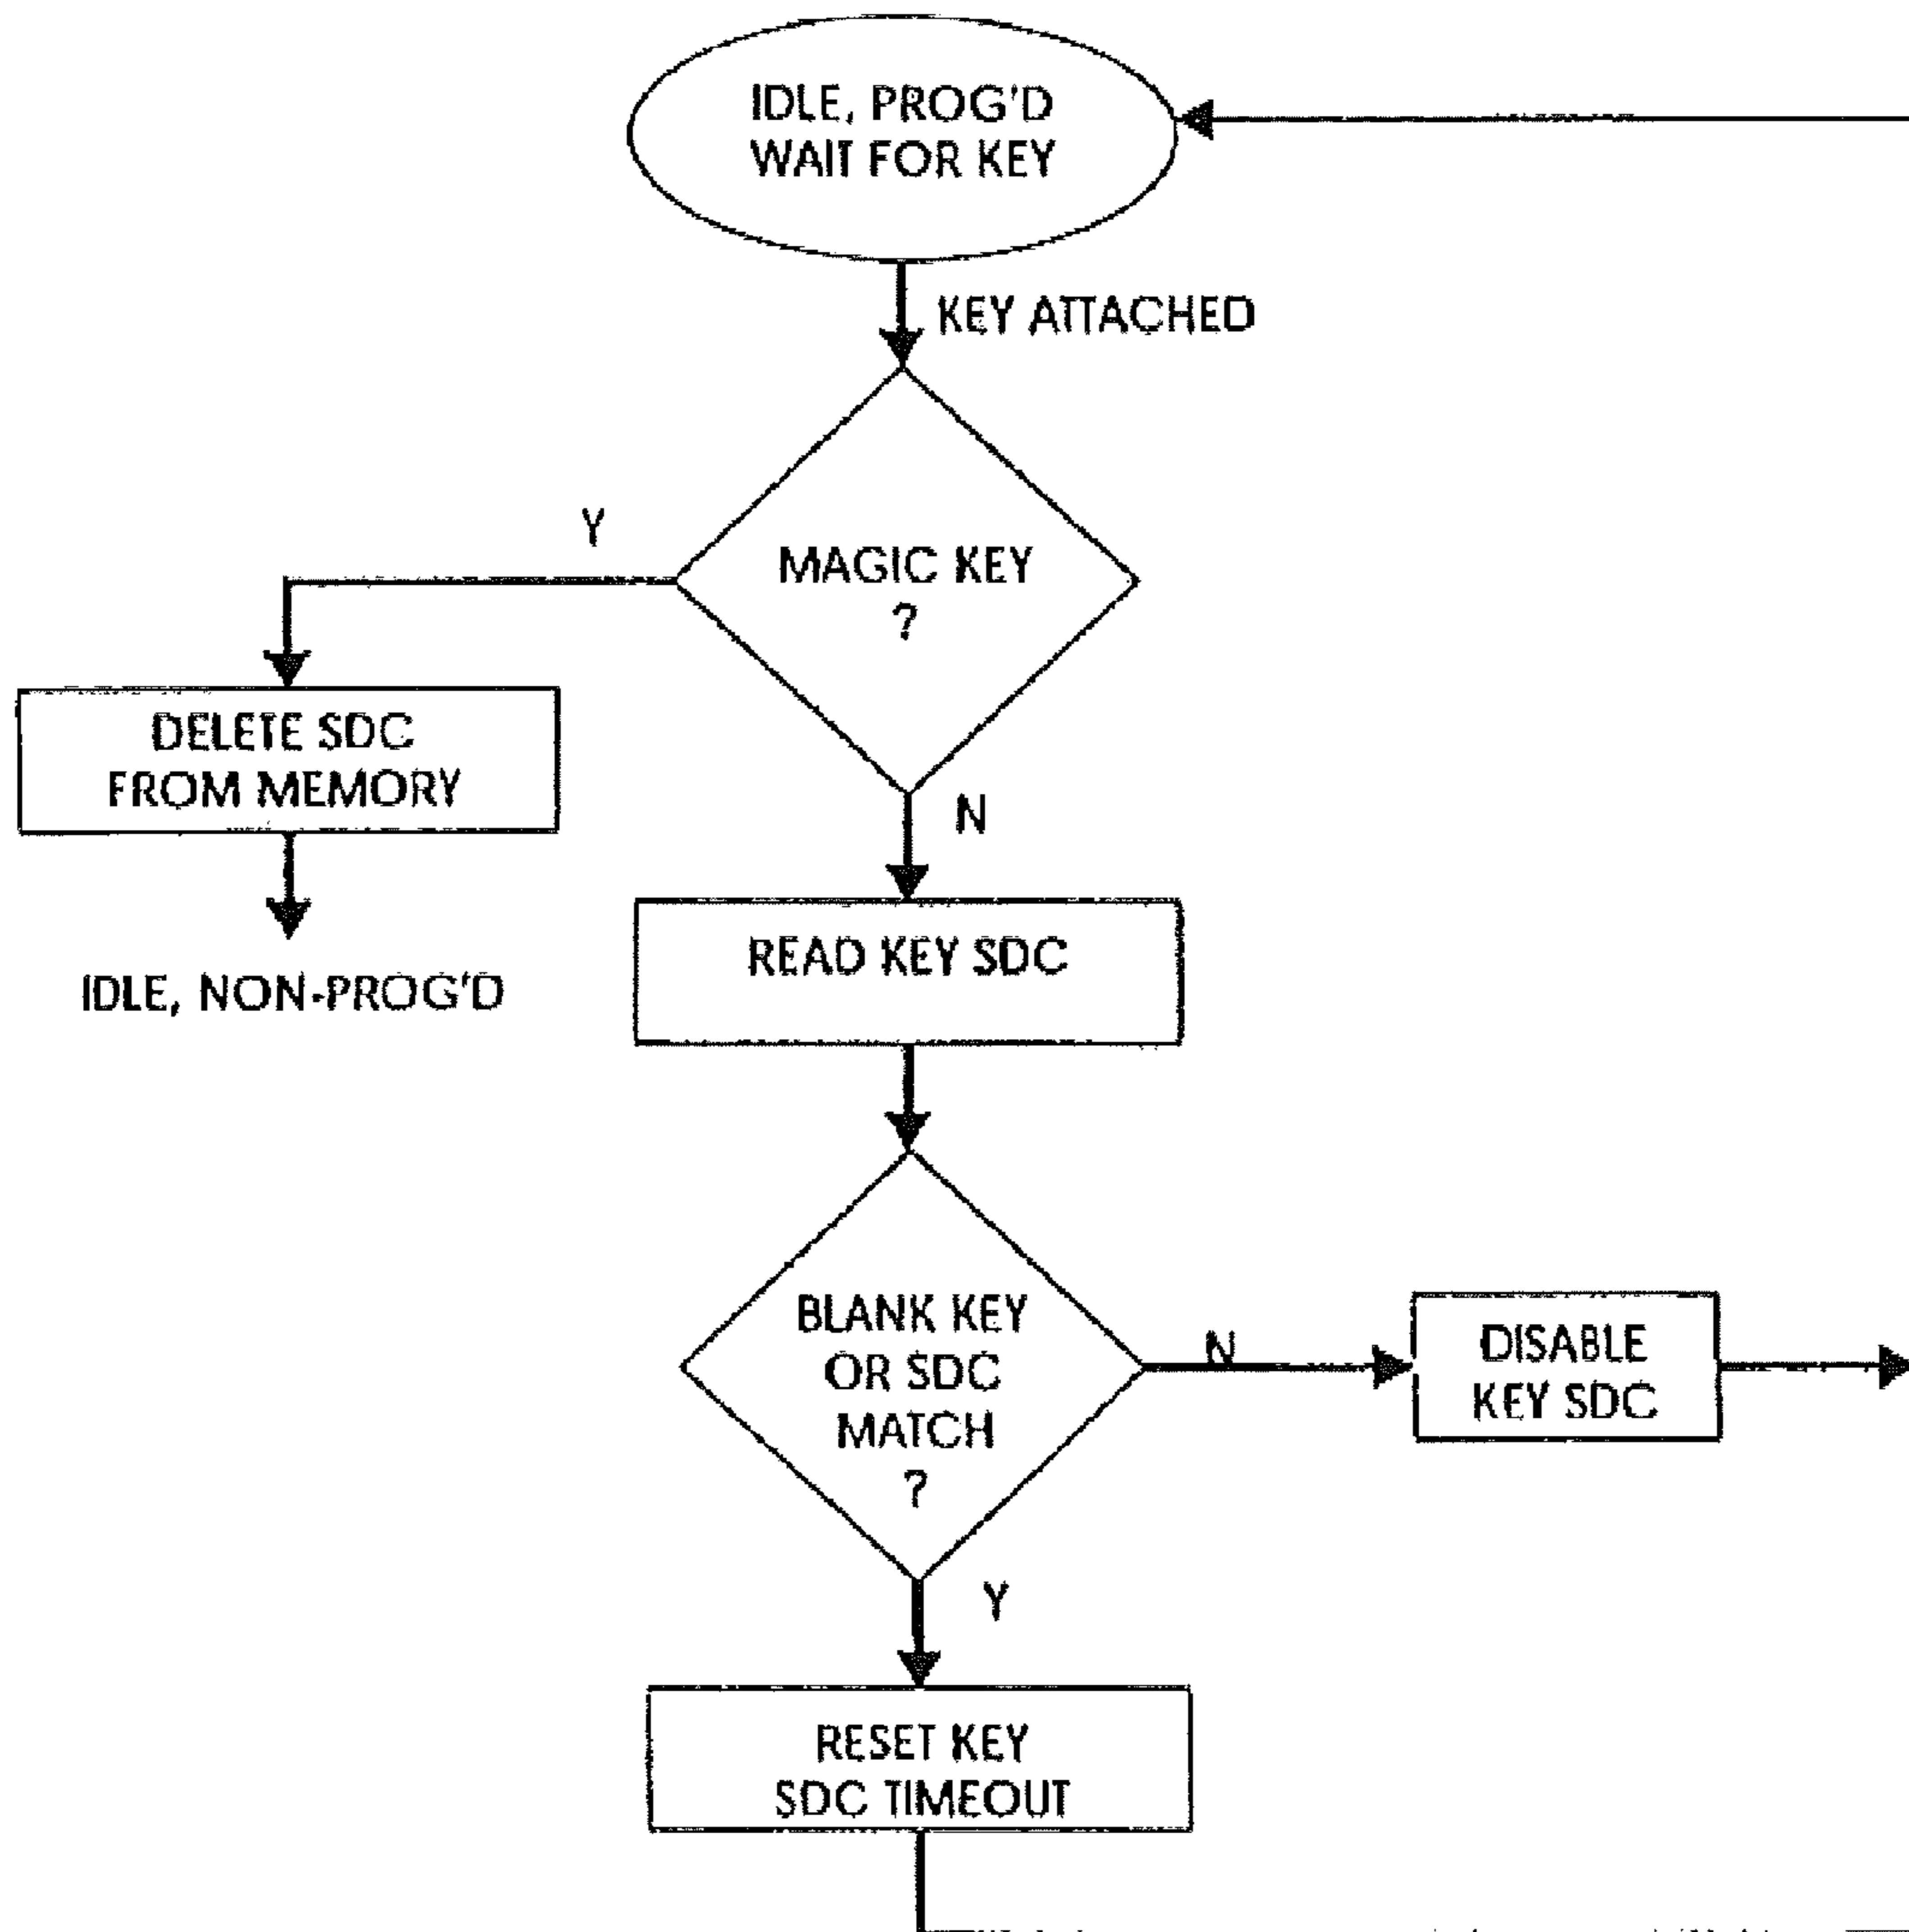 IDLE, PROG'D
WAIT FOR KEY
KEY ATTACHED
Y
MAGIC KEY
?
DELETE SDC
FROM MEMORY
N
READ KEY SDC
IDLE, NON-PROG'D
BLANK KEY
OR SDC
MATCH
?
N
DISABLE
KEY SDC
Y
RESET KEY
SDC TIMEOUT